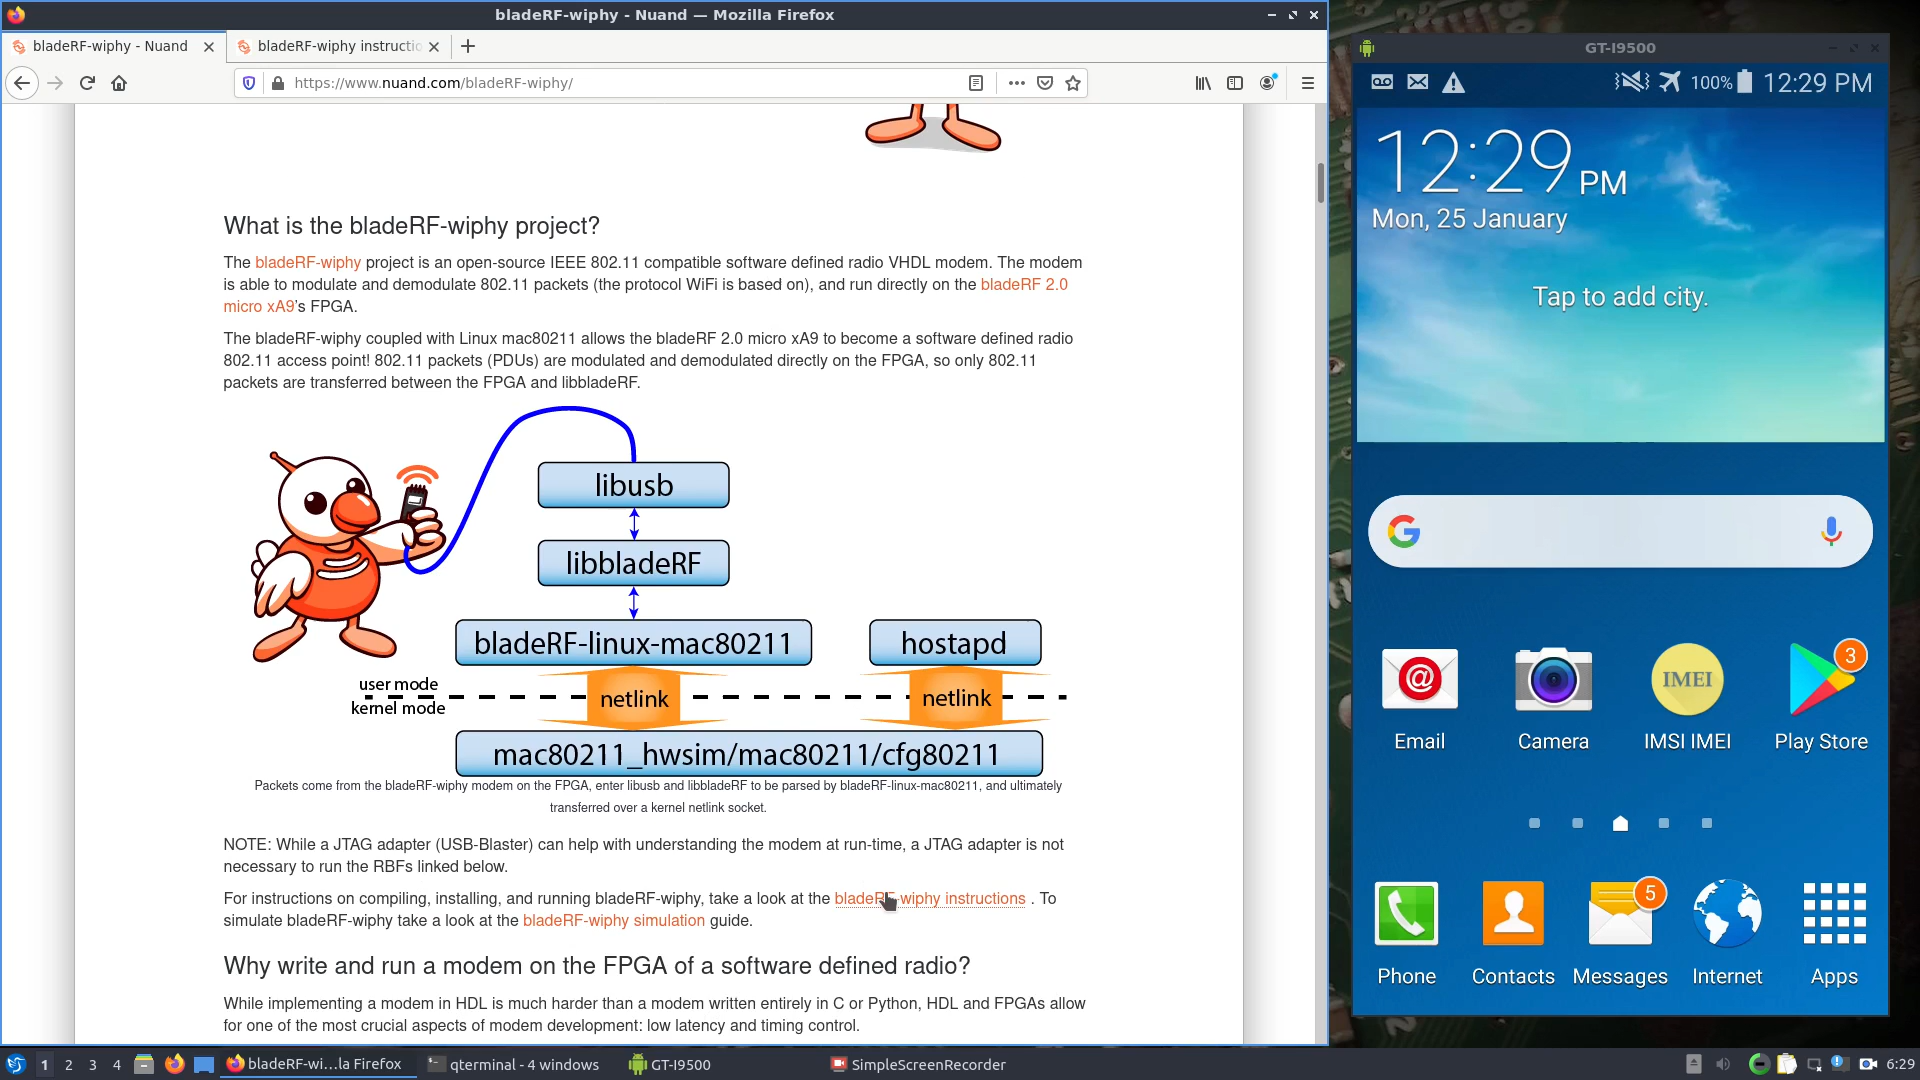 bladeRF-wiphy - Nuand — Mozilla Firefox
bladeRF-wiphy - Nuand
bladeRF-wiphy instructio
https://www.nuand.com/bladeRF-wiphy/
What is the bladeRF-wiphy project?
The bladeRF-wiphy project is an open-source IEEE 802.11 compatible software defined radio VHDL modem. The modem
is able to modulate and demodulate 802.11 packets (the protocol WiFi is based on), and run directly on the bladeRF 2.0
micro xA9's FPGA.
The bladeRF-wiphy coupled with Linux mac80211 allows the bladeRF 2.0 micro xA9 to become a software defined radio
802.11 access point! 802.11 packets (PDUs) are modulated and demodulated directly on the FPGA, so only 802.11
packets are transferred between the FPGA and libbladeRF.
libusb
libbladeRF
bladeRF-linux-mac80211
hostapd
user mode
kernel mode
netlink
netlink
mac80211_hwsim/mac80211/cfg80211
Packets come from the bladeRF-wiphy modem on the FPGA, enter libusb and libbladeRF to be parsed by bladeRF-linux-mac80211, and ultimately
transferred over a kernel netlink socket.
NOTE: While a JTAG adapter (USB-Blaster) can help with understanding the modem at run-time, a JTAG adapter is not
necessary to run the RBFs linked below.
For instructions on compiling, installing, and running bladeRF-wiphy, take a look at the bladeRF-wiphy instructions . To
simulate bladeRF-wiphy take a look at the bladeRF-wiphy simulation guide.
Why write and run a modem on the FPGA of a software defined radio?
While implementing a modem in HDL is much harder than a modem written entirely in C or Python, HDL and FPGAs allow
for one of the most crucial aspects of modem development: low latency and timing control.
GT-I9500
100% 12:29 PM
12:29 PM
Mon, 25 January
Tap to add city.
G
@
IMEI
3
Email
Camera
IMSI IMEI
Play Store
5
Phone
Contacts
Messages
Internet
Apps
1 2 3 4
bladeRF-wi...la Firefox
qterminal - 4 windows
GT-I9500
SimpleScreenRecorder
6:29